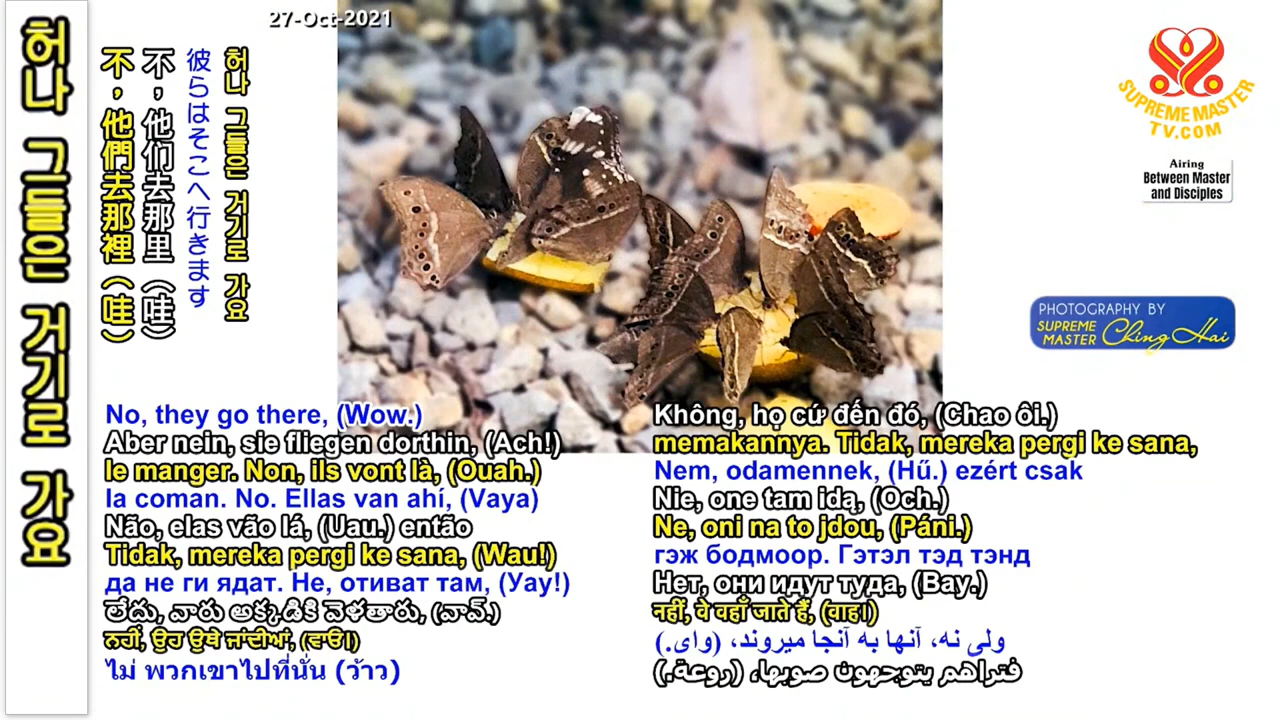 27-Oct-2021
허나 그들은 거기로 가요
不，他們去那裡（哇）
不，他们去那里（哇）
彼らはそこへ行きます
허나 그들은 거기로 가요
SUPREME MASTER
TV.COM
Airing
Between Master
and Disciples
PHOTOGRAPHY BY
SUPREME
MASTER Ching Hai
No, they go there, (Wow.)
Aber nein, sie fliegen dorthin, (Ach!)
le manger. Non, ils vont là, (Ouah.)
la coman. No. Ellas van ahí, (Vaya)
Não, elas vão lá, (Uau.) então
Tidak, mereka pergi ke sana, (Wau!)
да не ги ядат. Не, отиват там, (Уау!)
లేదు, వారు అక్కడికి వెళతారు, (వావ్.)
ਨਹੀਂ, ਉਹ ਉਥੇ ਜਾਂਦੀਆਂ, (ਵਾਓ।)
ไม่ พวกเขาไปที่นั่น (ว้าว)
Không, họ cứ đến đó, (Chao ôi.)
memakannya. Tidak, mereka pergi ke sana,
Nem, odamennek, (Hű.) ezért csak
Nie, one tam idą, (Och.)
Ne, oni na to jdou, (Páni.)
гэж бодмоор. Гэтэл тэд тэнд
Нет, они идут туда, (Вау.)
नहीं, वे वहाँ जाते हैं, (वाह।)
ولی نه، آنها به آنجا میروند، (وای.)
فتراهم يتوجهون صوبها، (روعة.)